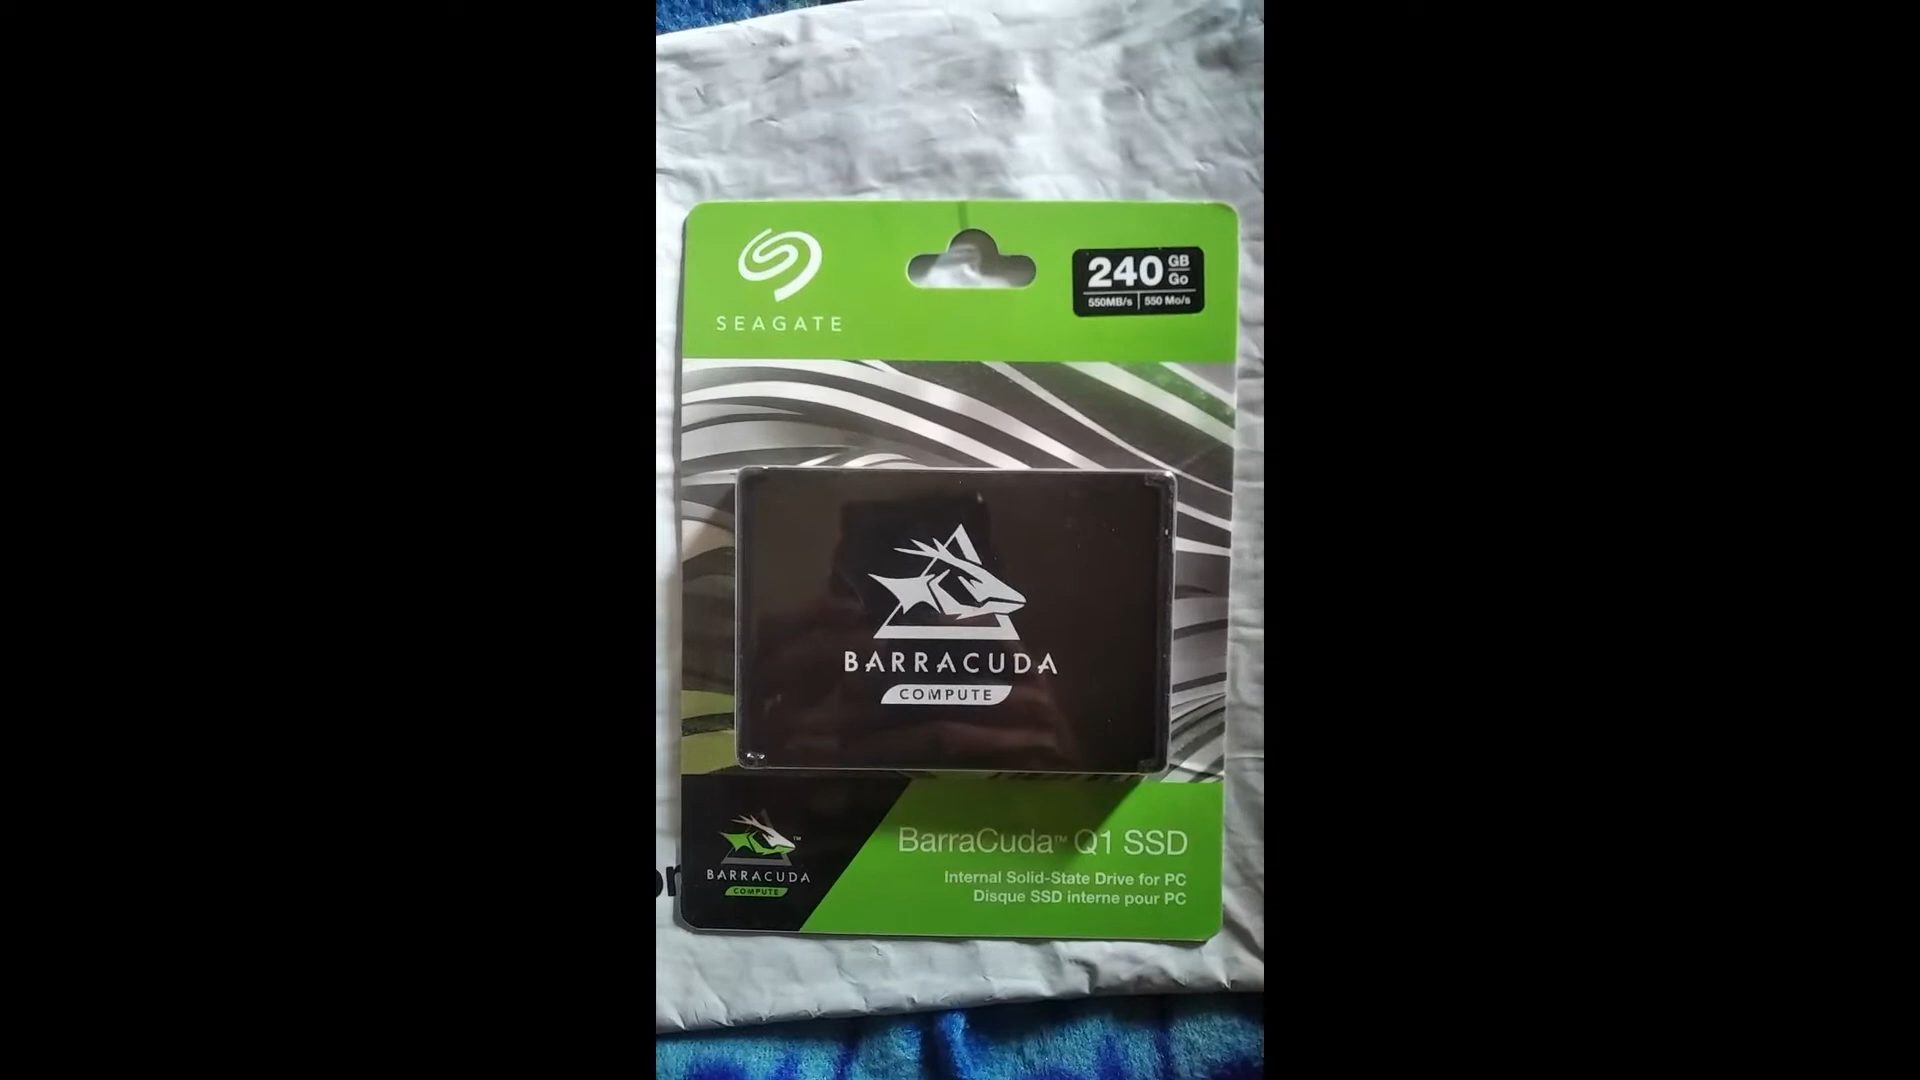 SEAGATE
240 GB Go
550MB/s | 550 Mo/s
BARRACUDA
COMPUTE
BarraCuda™ Q1 SSD
Internal Solid-State Drive for PC
Disque SSD interne pour PC
™
BARRACUDA
COMPUTE